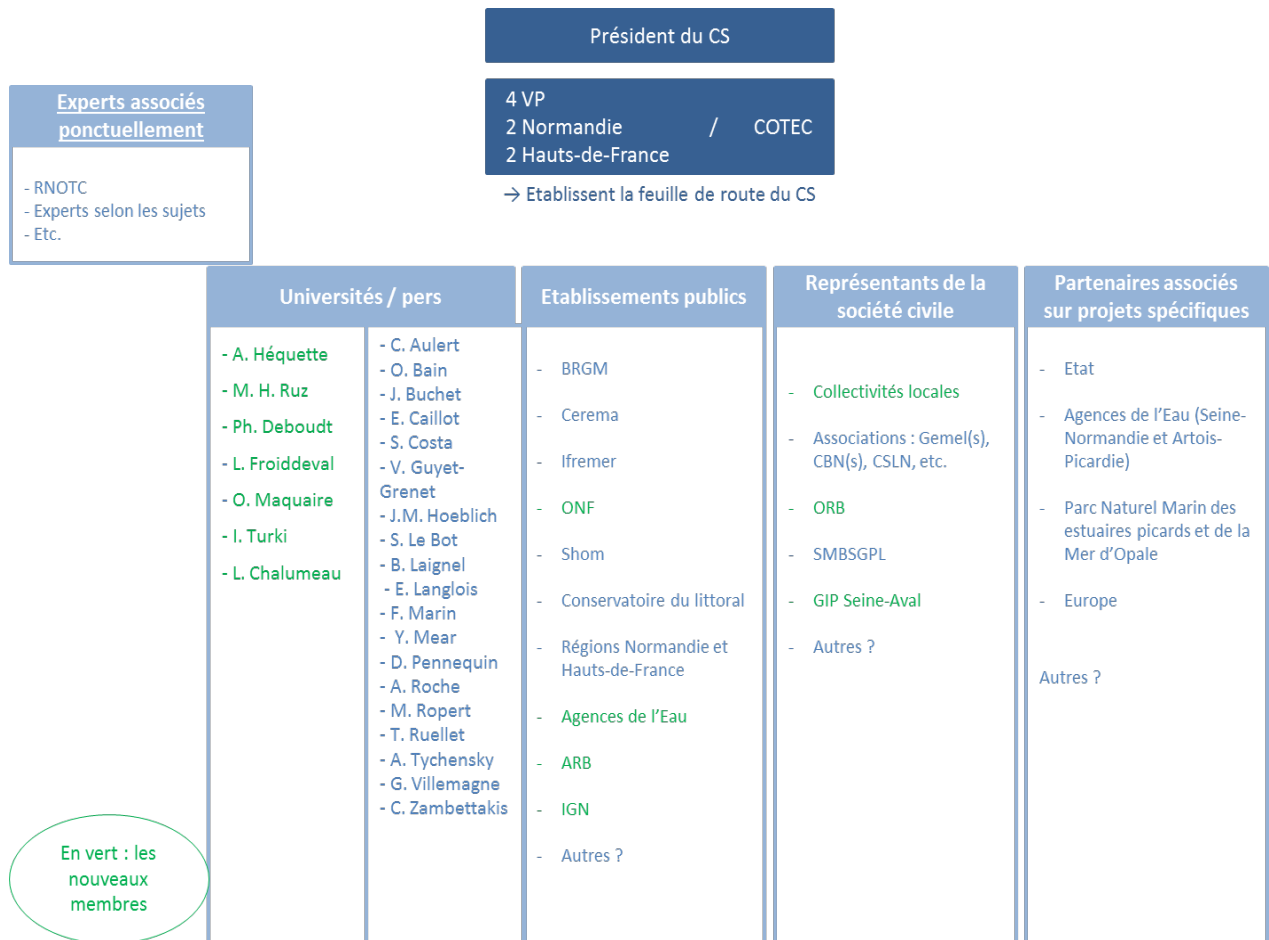 Président du CS
4 VP
2 Normandie / COTEC
2 Hauts-de-France
→ Etablissent la feuille de route du CS
Experts associés
ponctuellement
- RNOTC
- Experts selon les sujets
- Etc.
Universités / pers
- A. Héquette
- M. H. Ruz
- Ph. Deboudt
- L. Froiddeval
- O. Maquaire
- I. Turki
- L. Chalumeau
- C. Aulert
- O. Bain
- J. Buchet
- E. Caillot
- S. Costa
- V. Guyet-
Grenet
- J.M. Hoeblich
- S. Le Bot
- B. Laignel
- E. Langlois
- F. Marin
- Y. Mear
- D. Pennequin
- A. Roche
- M. Ropert
- T. Ruellet
- A. Tychensky
- G. Villemagne
- C. Zambettakis
Etablissements publics
- BRGM
- Cerema
- Ifremer
- ONF
- Shom
- Conservatoire du littoral
- Régions Normandie et
Hauts-de-France
- Agences de l’Eau
- ARB
- IGN
- Autres ?
Représentants de la
société civile
- Collectivités locales
- Associations : Gemel(s),
CBN(s), CSLN, etc.
- ORB
- SMBSGPL
- GIP Seine-Aval
- Autres ?
Partenaires associés
sur projets spécifiques
- Etat
- Agences de l’Eau (Seine-
Normandie et Artois-
Picardie)
- Parc Naturel Marin des
estuaires picards et de la
Mer d’Opale
- Europe
Autres ?
En vert : les
nouveaux
membres